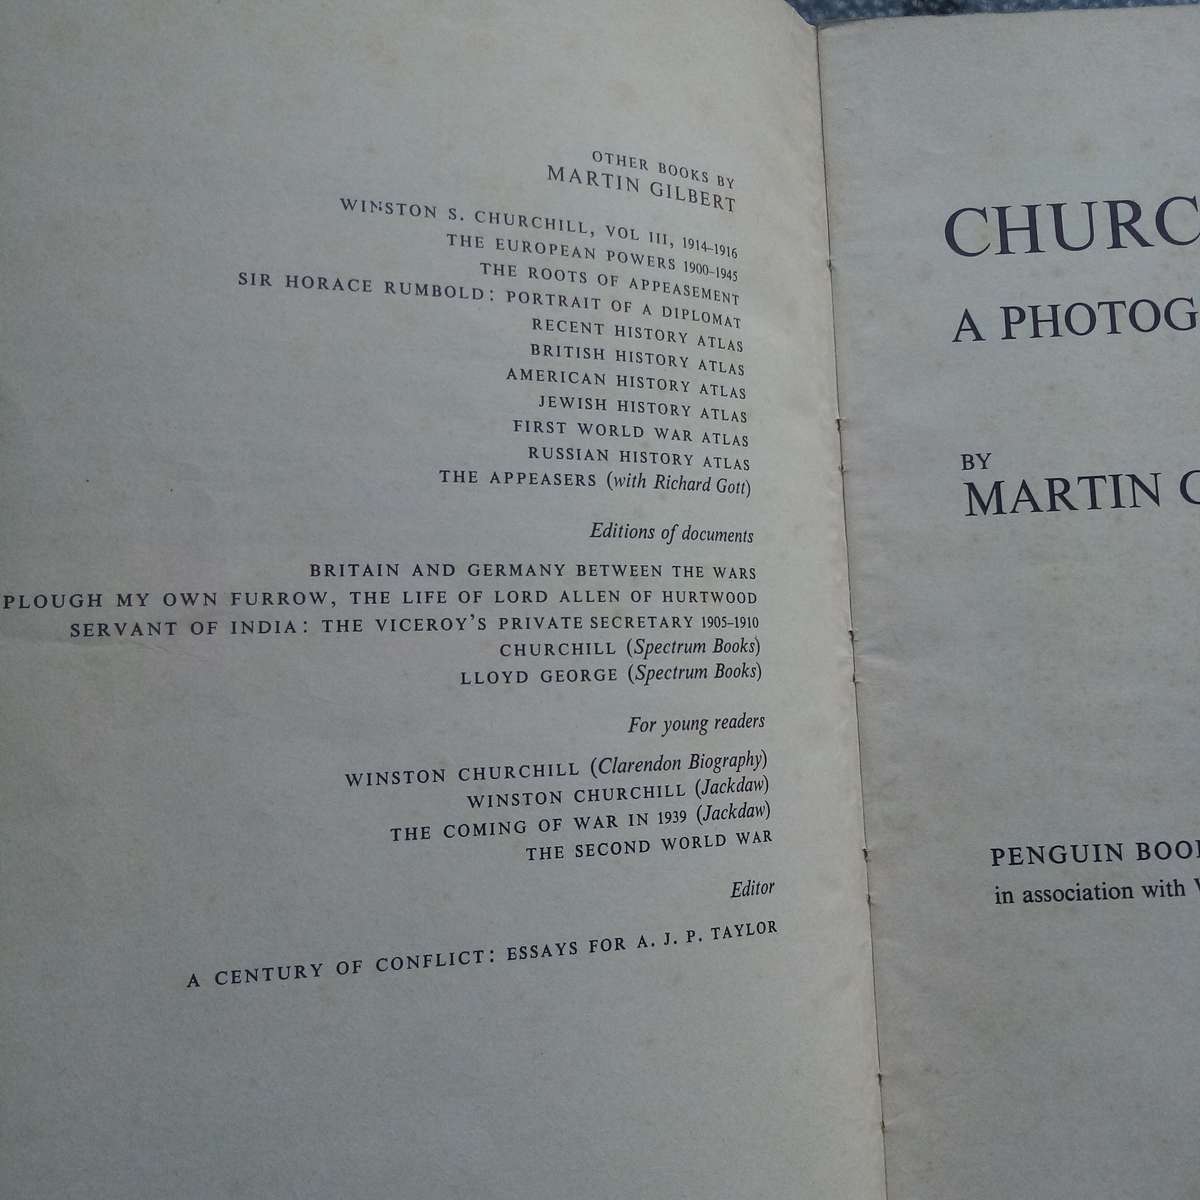 OTHER BOOKS BY
MARTIN GILBERT
WINSTON S. CHURCHILL, VOL III, 1914–1916
THE EUROPEAN POWERS 1900–1945
THE ROOTS OF APPEASEMENT
SIR HORACE RUMBOLD: PORTRAIT OF A DIPLOMAT
RECENT HISTORY ATLAS
BRITISH HISTORY ATLAS
AMERICAN HISTORY ATLAS
JEWISH HISTORY ATLAS
FIRST WORLD WAR ATLAS
RUSSIAN HISTORY ATLAS
THE APPEASERS (with Richard Gott)
Editions of documents
BRITAIN AND GERMANY BETWEEN THE WARS
PLOUGH MY OWN FURROW, THE LIFE OF LORD ALLEN OF HURTWOOD
SERVANT OF INDIA: THE VICEROY'S PRIVATE SECRETARY 1905–1910
CHURCHILL (Spectrum Books)
LLOYD GEORGE (Spectrum Books)
For young readers
WINSTON CHURCHILL (Clarendon Biography)
WINSTON CHURCHILL (Jackdaw)
THE COMING OF WAR IN 1939 (Jackdaw)
THE SECOND WORLD WAR
Editor
A CENTURY OF CONFLICT: ESSAYS FOR A. J. P. TAYLOR
CHURC
A PHOTOG
BY
MARTIN G
PENGUIN BOO
in association with